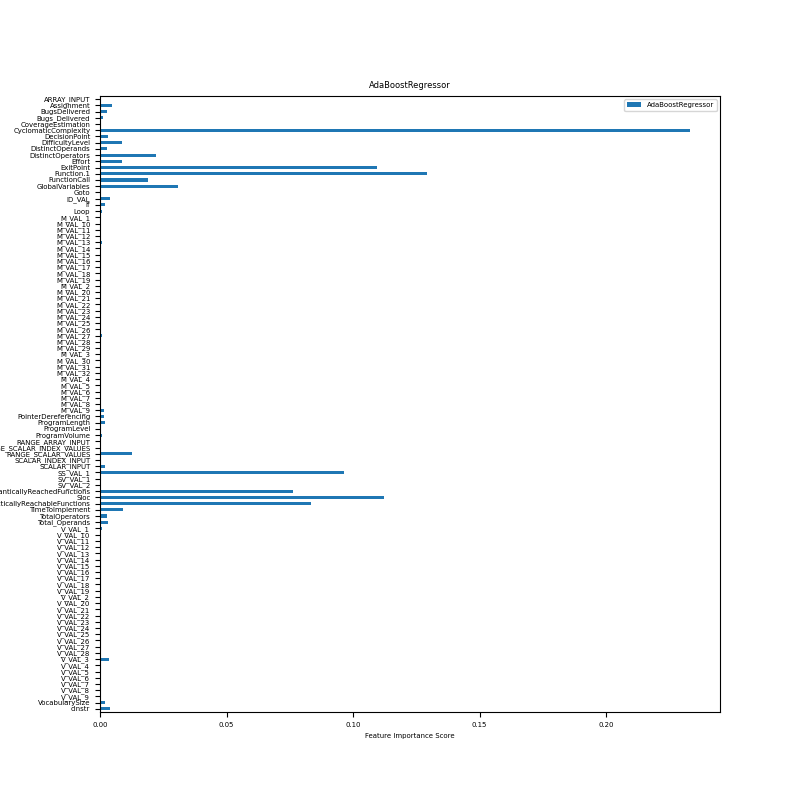 AdaBoostRegressor
AdaBoostRegressor
ARRAY_INPUT
Assignment
BugsDelivered
Bugs_Delivered
CoverageEstimation
CyclomaticComplexity
DecisionPoint
DifficultyLevel
DistinctOperands
DistinctOperators
Effort
ExitPoint
Function.1
FunctionCall
GlobalVariables
Goto
ID_VAL
If
Loop
M_VAL_1
M_VAL_10
M_VAL_11
M_VAL_12
M_VAL_13
M_VAL_14
M_VAL_15
M_VAL_16
M_VAL_17
M_VAL_18
M_VAL_19
M_VAL_2
M_VAL_20
M_VAL_21
M_VAL_22
M_VAL_23
M_VAL_24
M_VAL_25
M_VAL_26
M_VAL_27
M_VAL_28
M_VAL_29
M_VAL_3
M_VAL_30
M_VAL_31
M_VAL_32
M_VAL_4
M_VAL_5
M_VAL_6
M_VAL_7
M_VAL_8
M_VAL_9
PointerDereferencing
ProgramLength
ProgramLevel
ProgramVolume
RANGE_ARRAY_INPUT
E_SCALAR_INDEX_VALUES
RANGE_SCALAR_VALUES
SCALAR_INDEX_INPUT
SCALAR_INPUT
SS_VAL_1
SV_VAL_1
SV_VAL_2
anticallyReachedFunctions
Sloc
ticallyReachableFunctions
TimeToImplement
TotalOperators
Total_Operands
V_VAL_1
V_VAL_10
V_VAL_11
V_VAL_12
V_VAL_13
V_VAL_14
V_VAL_15
V_VAL_16
V_VAL_17
V_VAL_18
V_VAL_19
V_VAL_2
V_VAL_20
V_VAL_21
V_VAL_22
V_VAL_23
V_VAL_24
V_VAL_25
V_VAL_26
V_VAL_27
V_VAL_28
V_VAL_3
V_VAL_4
V_VAL_5
V_VAL_6
V_VAL_7
V_VAL_8
V_VAL_9
VocabularySize
cInstr
0.00 0.05 0.10 0.15 0.20
Feature Importance Score